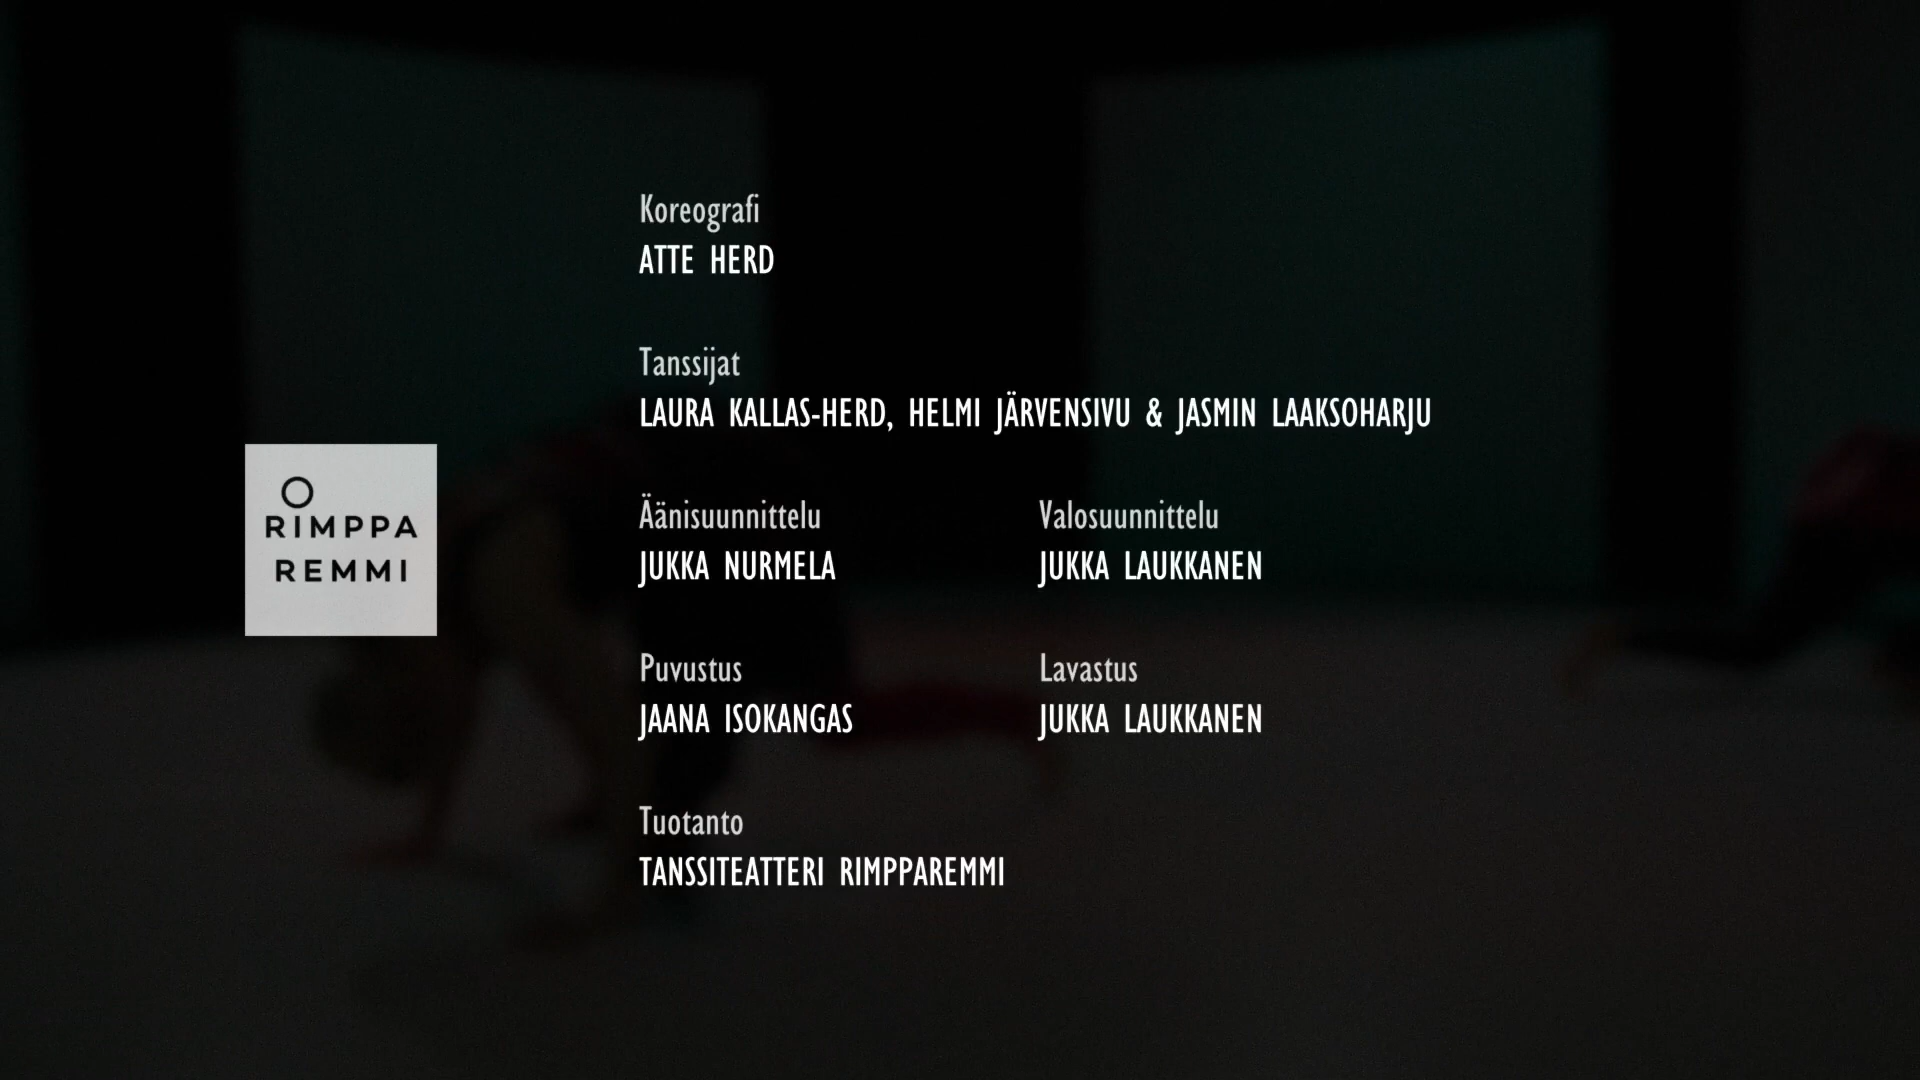 Koreografi
ATTE HERD
Tanssijat
LAURA KALLAS-HERD, HELMI JÄRVENSIVU & JASMIN LAAKSOHARJU
RIMPPA
REMMI
Äänisuunnittelu
JUKKA NURMELA
Valosuunnittelu
JUKKA LAUKKANEN
Puvustus
JAANA ISOKANGAS
Lavastus
JUKKA LAUKKANEN
Tuotanto
TANSSITEATTERI RIMPPAREMMI